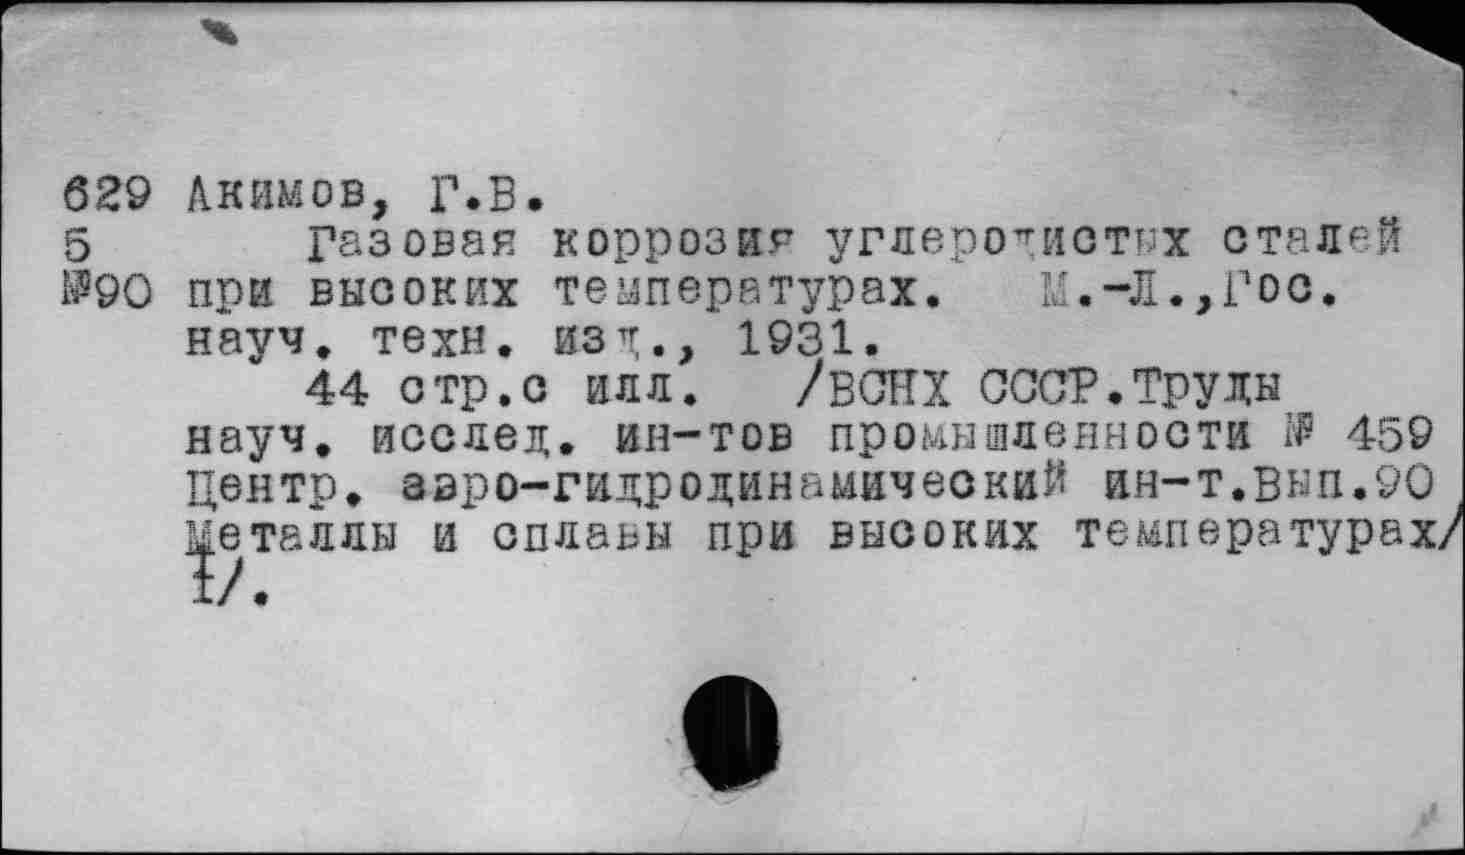 629 Акимов, Г.В.
5 Газовая коррозия углеродистых сталей
№90 при высоких температурах. М.-Л.,Гос.
науч. техн. изд., 1931.
44 стр.с илл. /ВСНХ СССР.Труды
науч. исслед. ин-тов промышленности № 459
Центр. аэро-гидродинамический ин-т.Вып.90
Металлы и сплавы при высоких температурах/
1/.